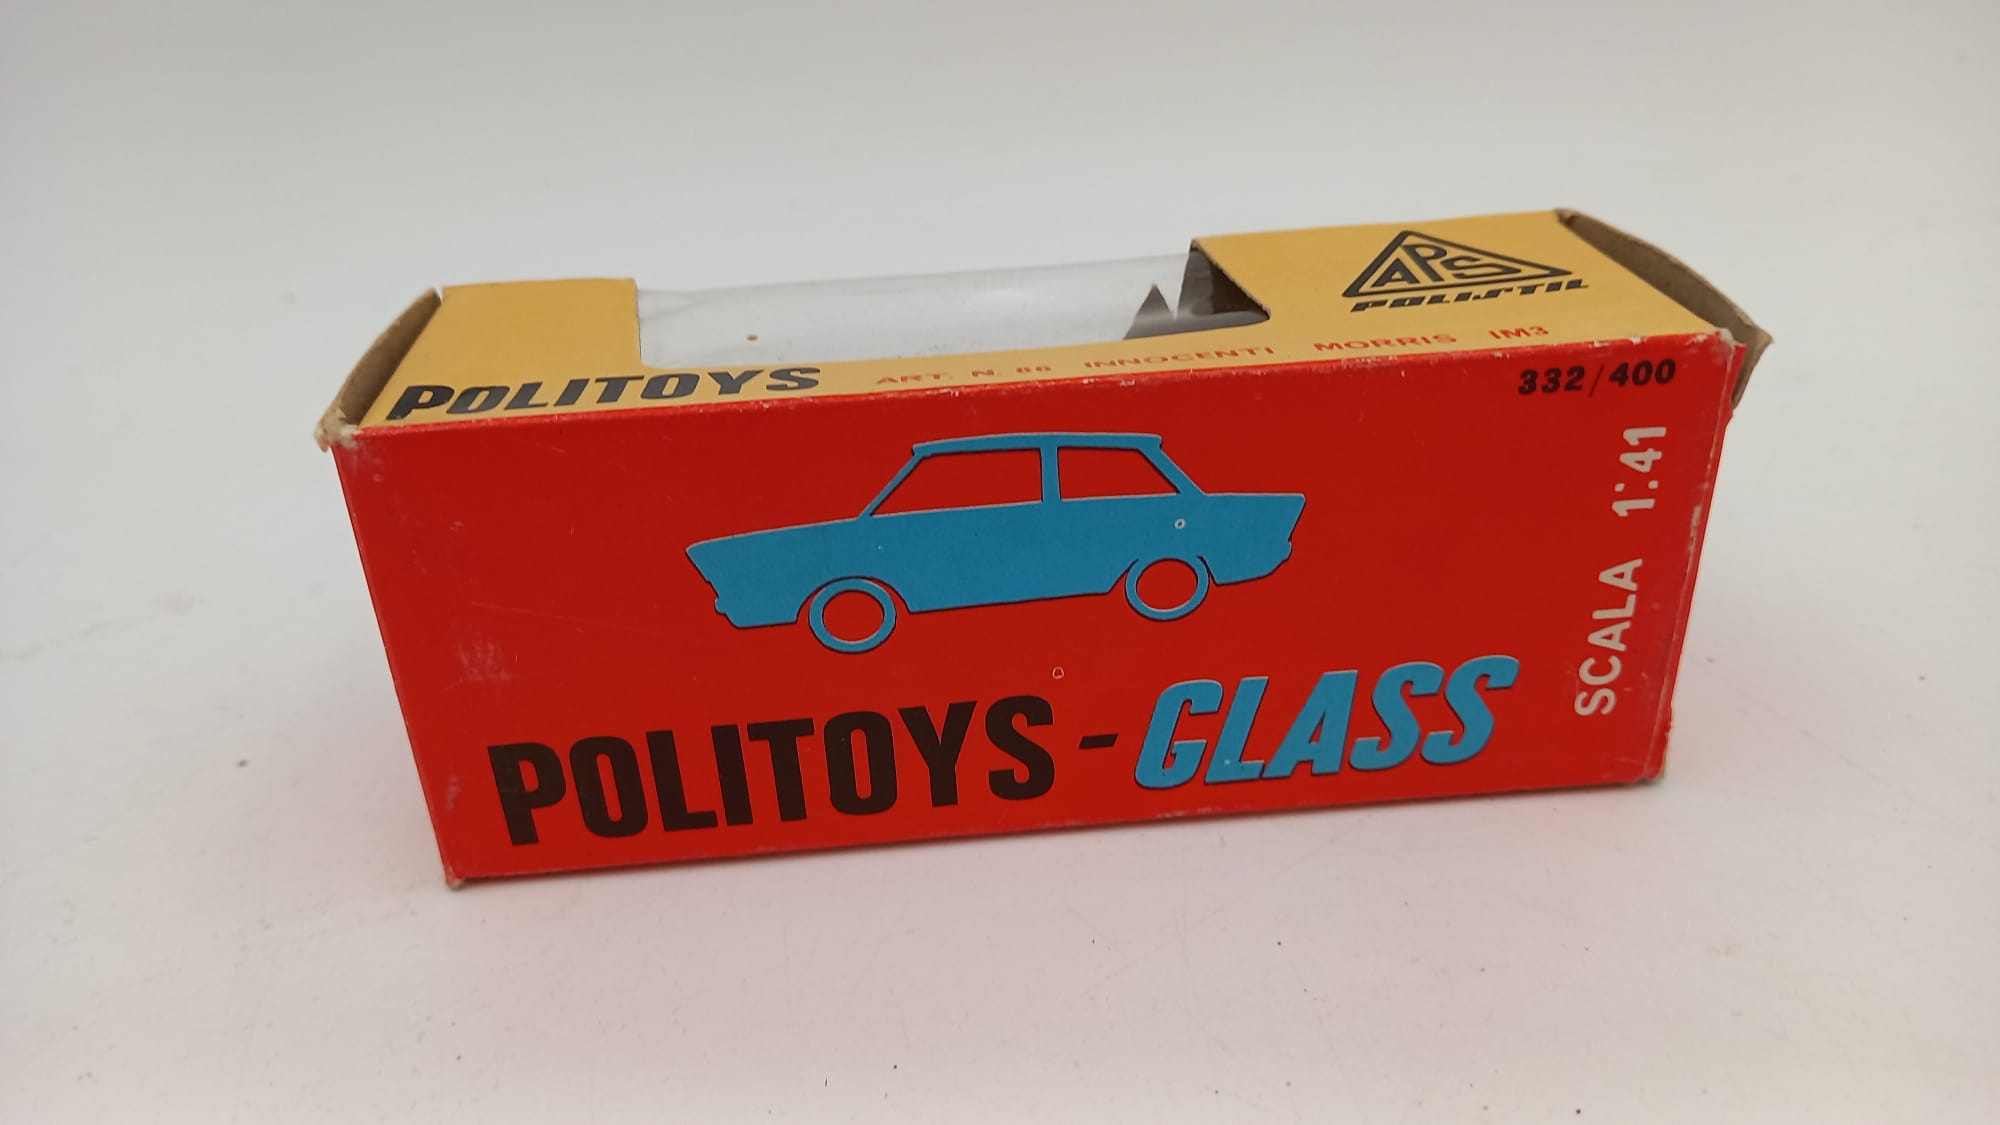 APS
POLISTIL
POLITOYS ART. N. 86 INNOCENTI MORRIS IM3
332/400
SCALA 1:41
POLITOYS-GLASS